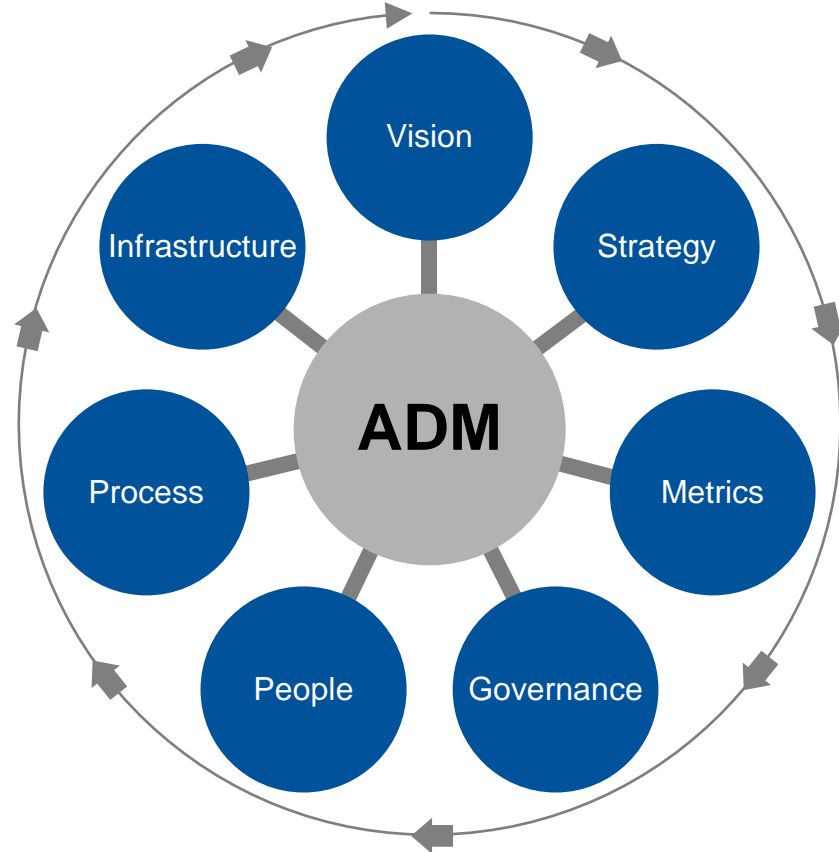 Vision
Strategy
Metrics
Governance
People
Process
Infrastructure
ADM